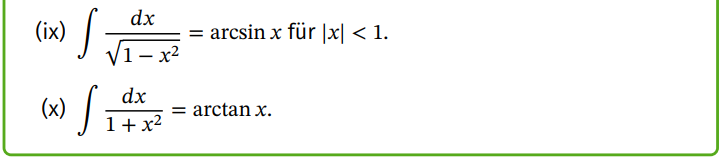 (ix) ∫ dx/√(1 − x²) = arcsin x für |x| < 1.
(x) ∫ dx/(1 + x²) = arctan x.